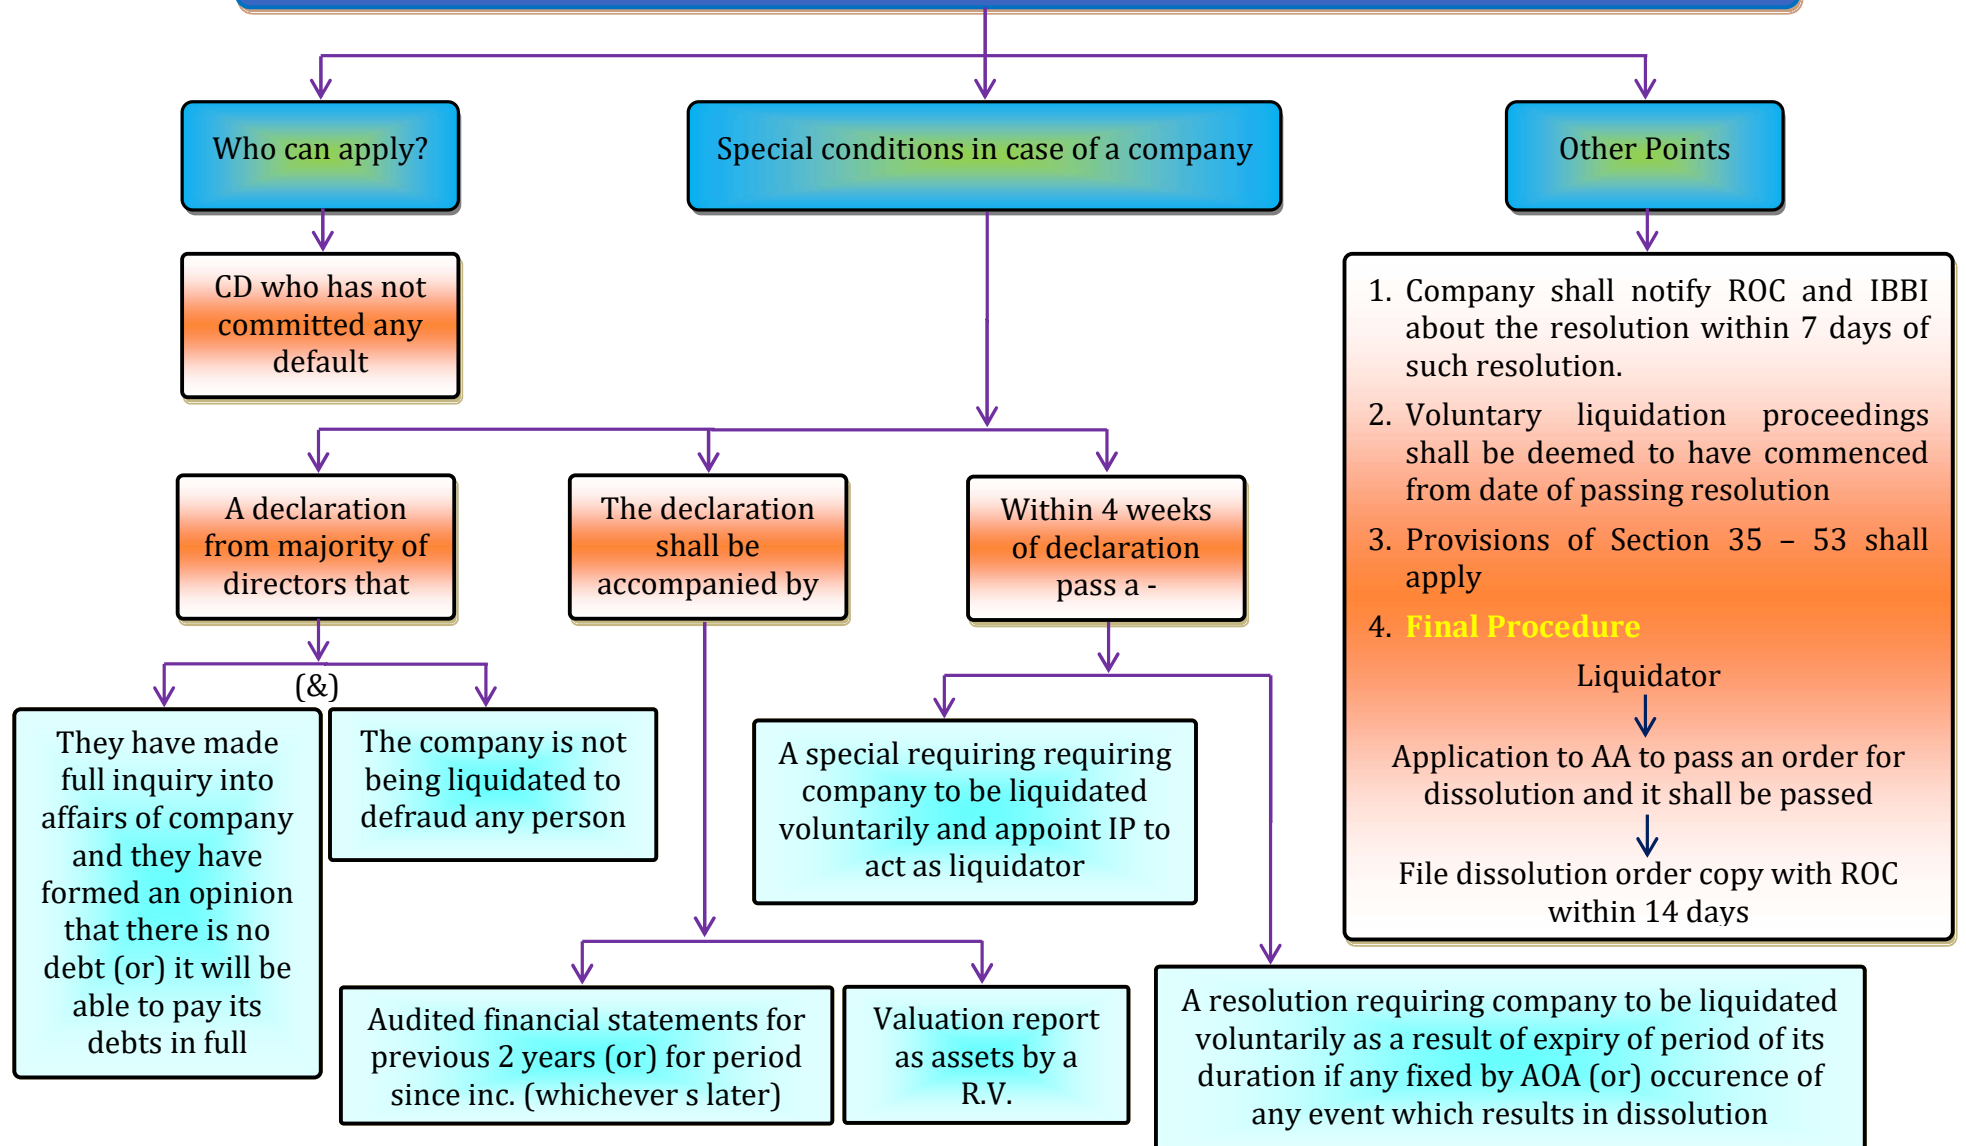 Who can apply?
Special conditions in case of a company
Other Points
CD who has not
committed any
default
1. Company shall notify ROC and IBBI
about the resolution within 7 days of
such resolution.
2. Voluntary liquidation proceedings
shall be deemed to have commenced
from date of passing resolution
3. Provisions of Section 35 – 53 shall
apply
4. Final Procedure
Liquidator
Application to AA to pass an order for
dissolution and it shall be passed
File dissolution order copy with ROC
within 14 days
A declaration
from majority of
directors that
The declaration
shall be
accompanied by
Within 4 weeks
of declaration
pass a -
(&)
They have made
full inquiry into
affairs of company
and they have
formed an opinion
that there is no
debt (or) it will be
able to pay its
debts in full
The company is not
being liquidated to
defraud any person
A special requiring requiring
company to be liquidated
voluntarily and appoint IP to
act as liquidator
Audited financial statements for
previous 2 years (or) for period
since inc. (whichever s later)
Valuation report
as assets by a
R.V.
A resolution requiring company to be liquidated
voluntarily as a result of expiry of period of its
duration if any fixed by AOA (or) occurence of
any event which results in dissolution